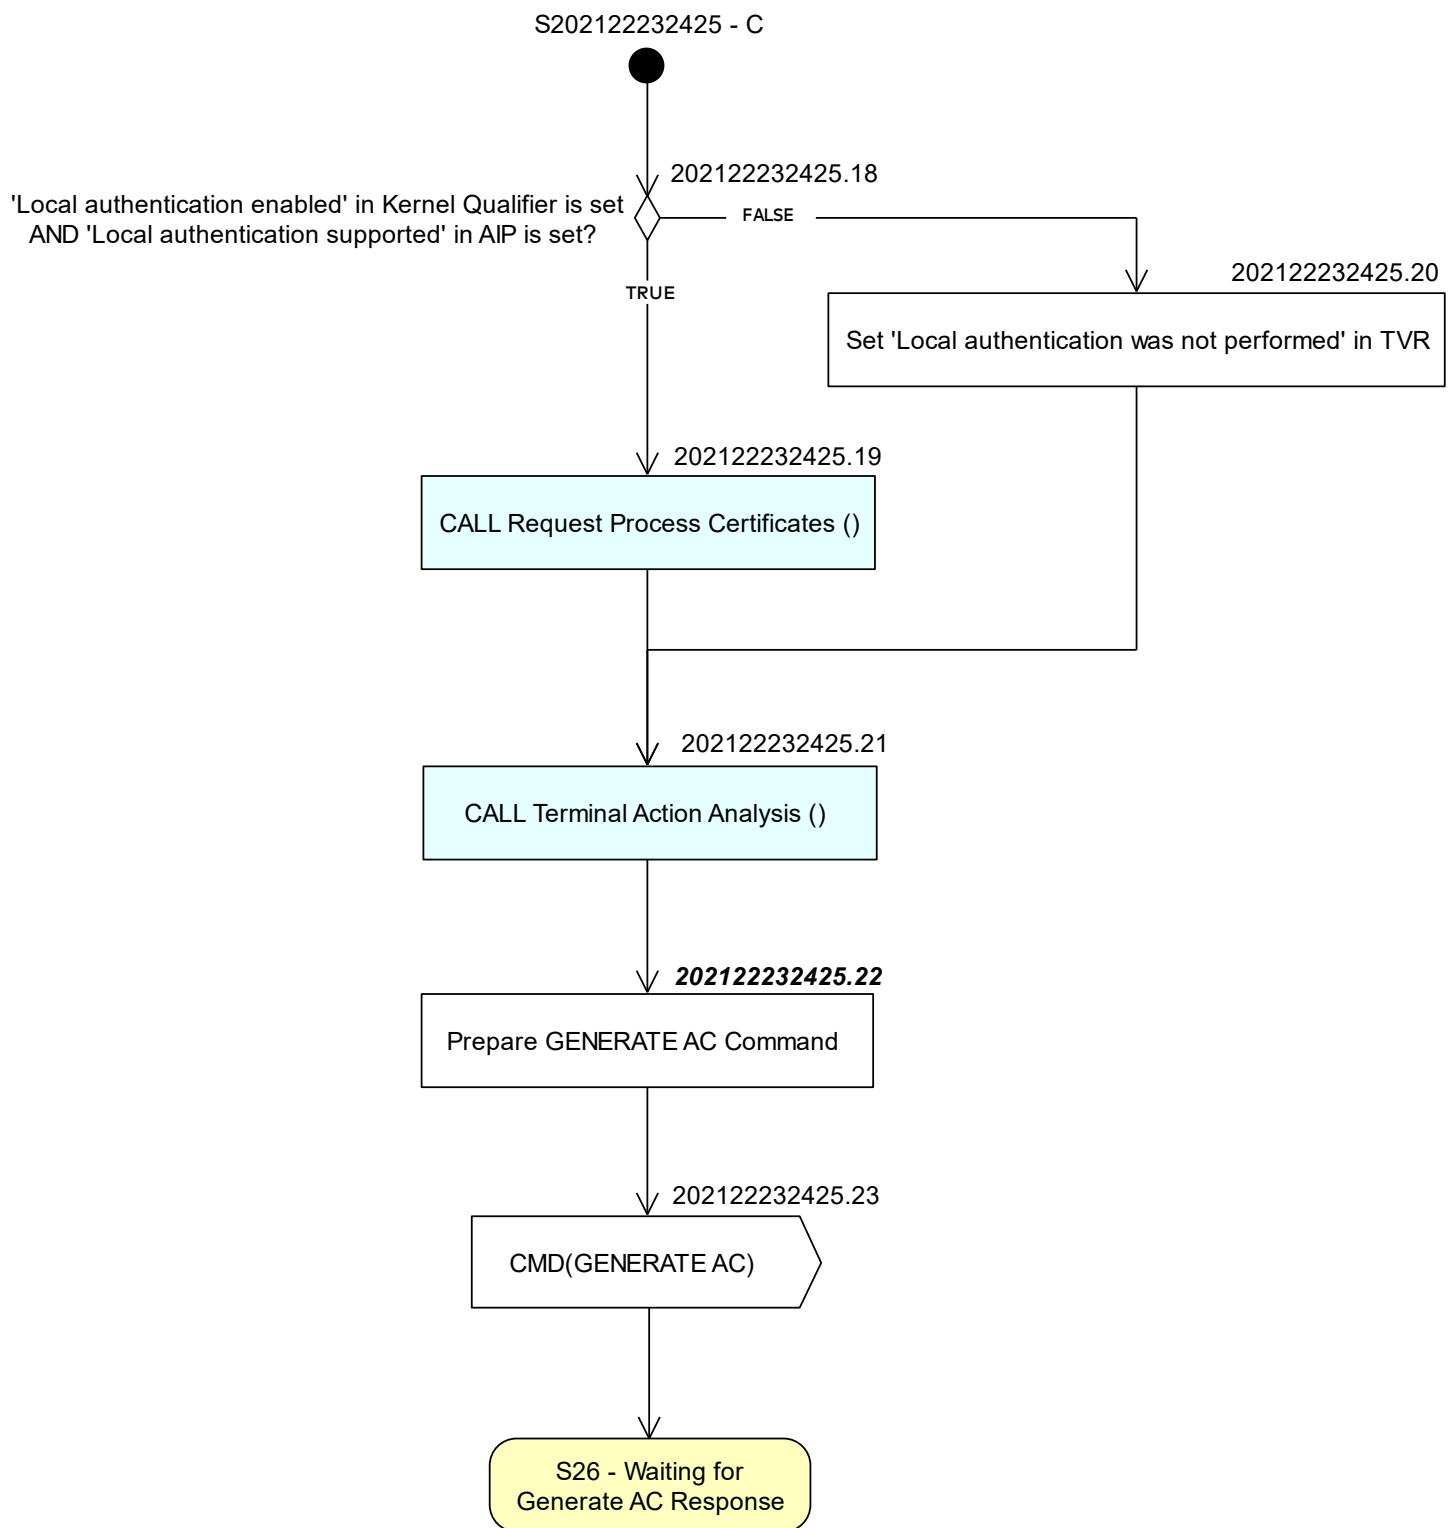 S202122232425 - C
202122232425.18
'Local authentication enabled' in Kernel Qualifier is set
AND 'Local authentication supported' in AIP is set?
FALSE
202122232425.20
TRUE
Set 'Local authentication was not performed' in TVR
202122232425.19
CALL Request Process Certificates ()
202122232425.21
CALL Terminal Action Analysis ()
202122232425.22
Prepare GENERATE AC Command
202122232425.23
CMD(GENERATE AC)
S26 - Waiting for
Generate AC Response